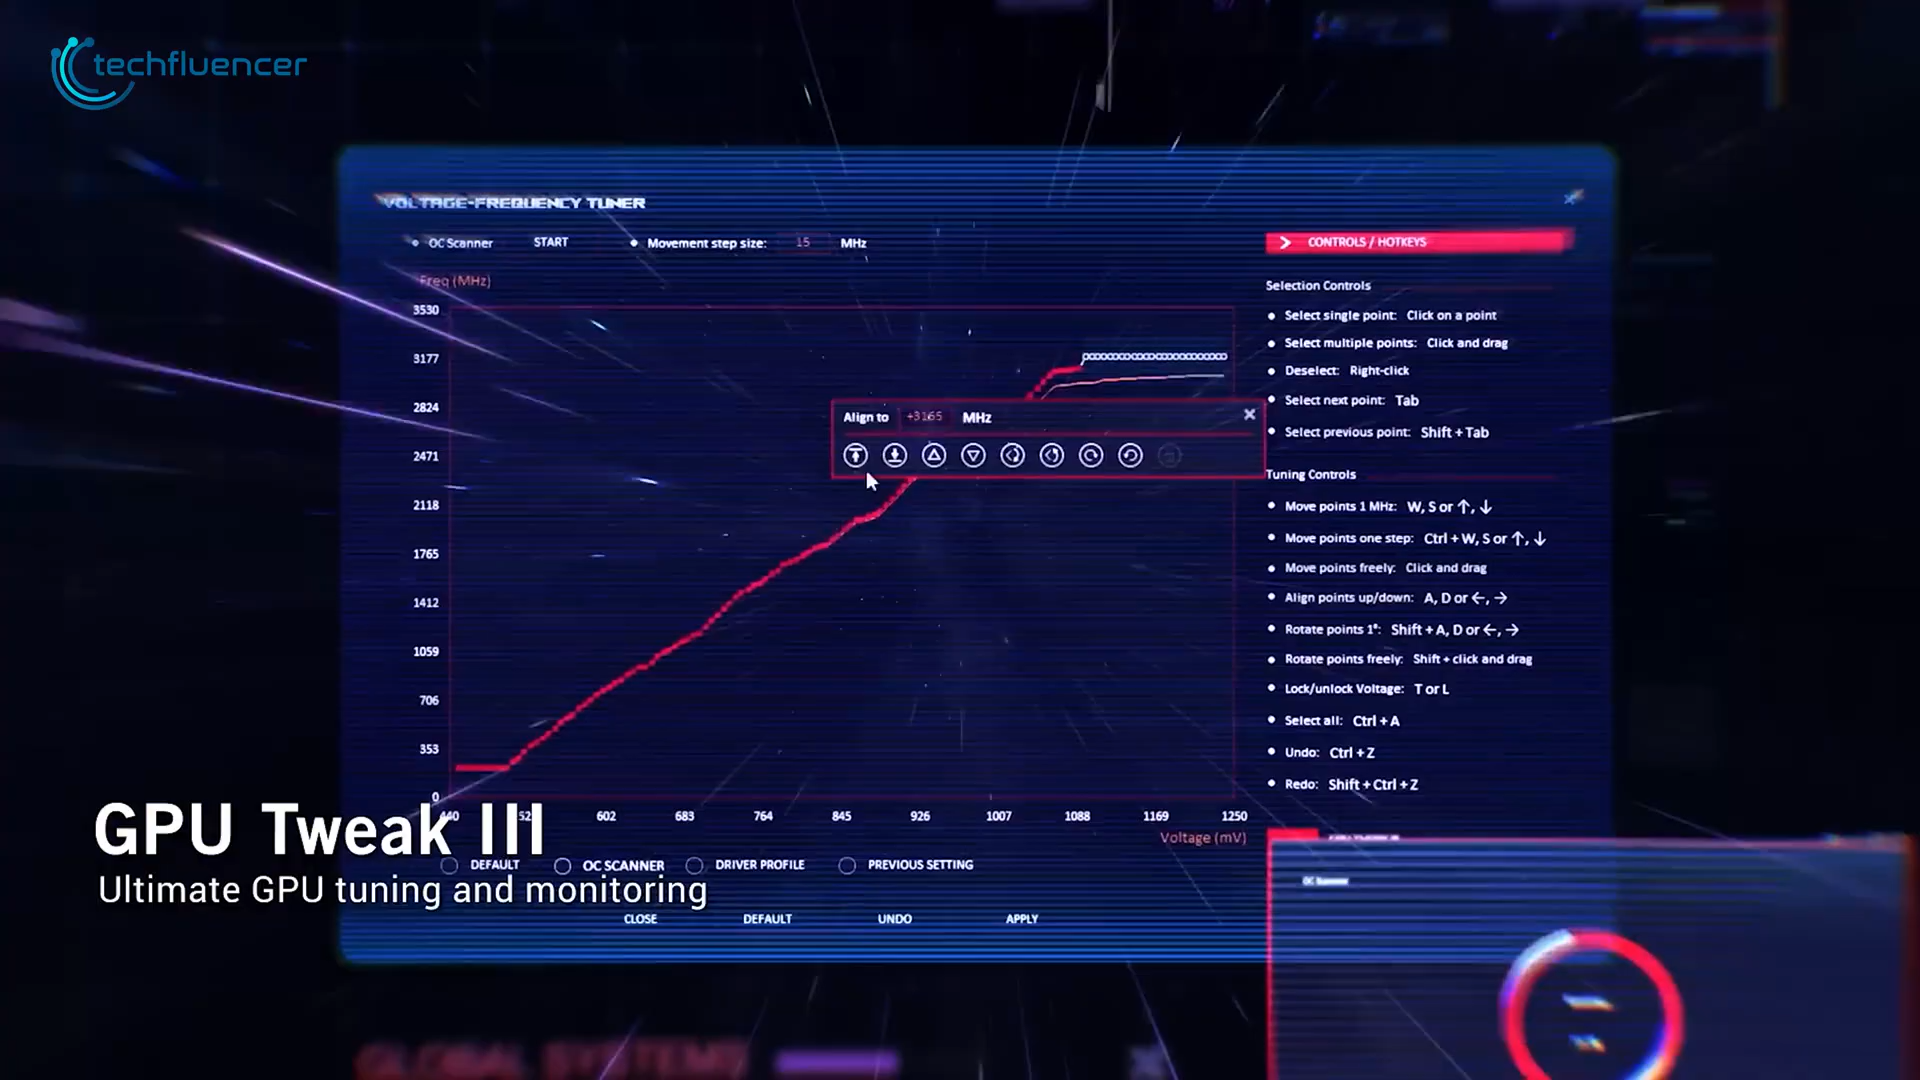 techfluencer
VOLTAGE-FREQUENCY TUNER
OC Scanner START Movement step size: 15 MHz
CONTROLS / HOTKEYS
Freq (MHz)
3530
3177
2824
2471
2118
1765
1412
1059
706
353
0
Align to +3165 MHz
Selection Controls
Select single point: Click on a point
Select multiple points: Click and drag
Deselect: Right-click
Select next point: Tab
Select previous point: Shift + Tab
Tuning Controls
Move points 1 MHz: W, S or ↑, ↓
Move points one step: Ctrl + W, S or ↑, ↓
Move points freely: Click and drag
Align points up/down: A, D or ←, →
Rotate points 1°: Shift + A, D or ←, →
Rotate points freely: Shift + click and drag
Lock/unlock Voltage: T or L
Select all: Ctrl + A
Undo: Ctrl + Z
Redo: Shift + Ctrl + Z
602 683 764 845 926 1007 1088 1169 1250
Voltage (mV)
GPU Tweak III
DEFAULT OC SCANNER DRIVER PROFILE PREVIOUS SETTING
Ultimate GPU tuning and monitoring
CLOSE DEFAULT UNDO APPLY
OC Scanner
GLOBAL SYSTEMS